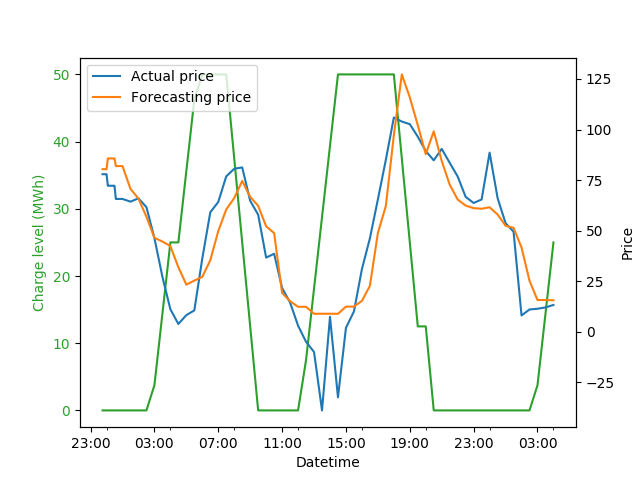 Actual price
Forecasting price
Charge level (MWh)
50
40
30
20
10
0
125
100
75
50
25
0
−25
Price
23:00 03:00 07:00 11:00 15:00 19:00 23:00 03:00
Datetime